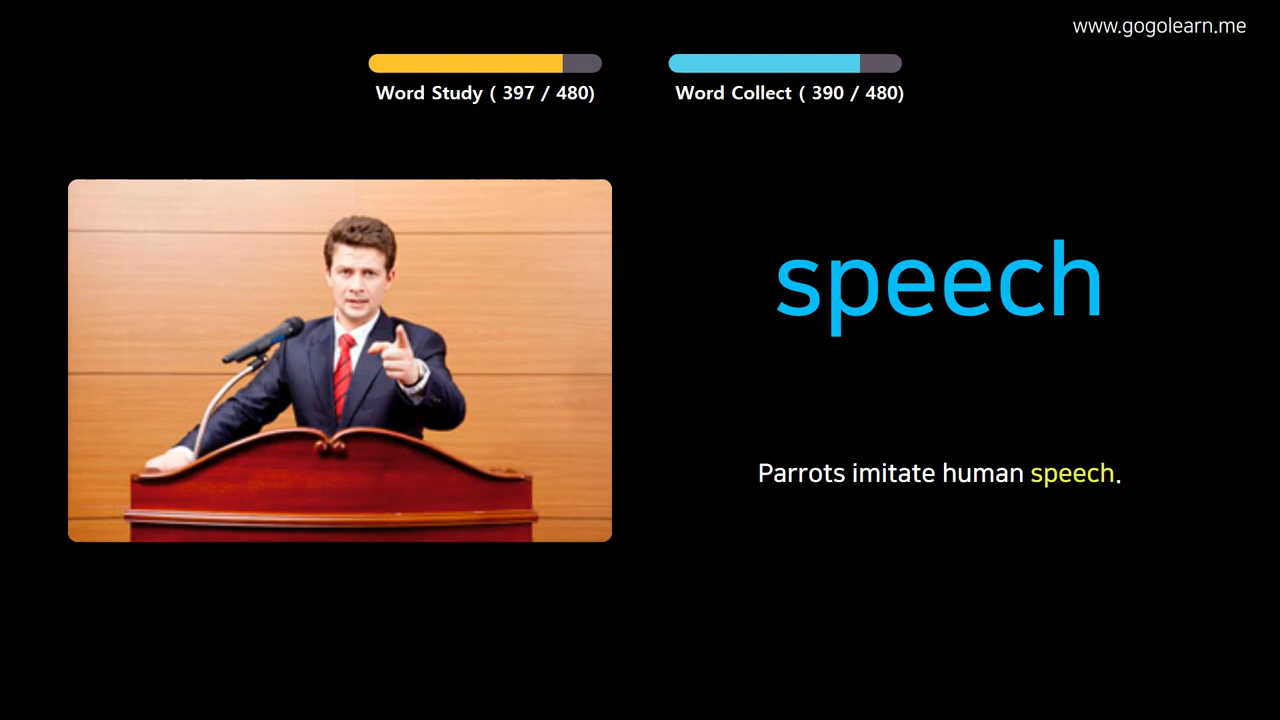 www.gogolearn.me
Word Study ( 397 / 480)
Word Collect ( 390 / 480)
speech
Parrots imitate human speech.